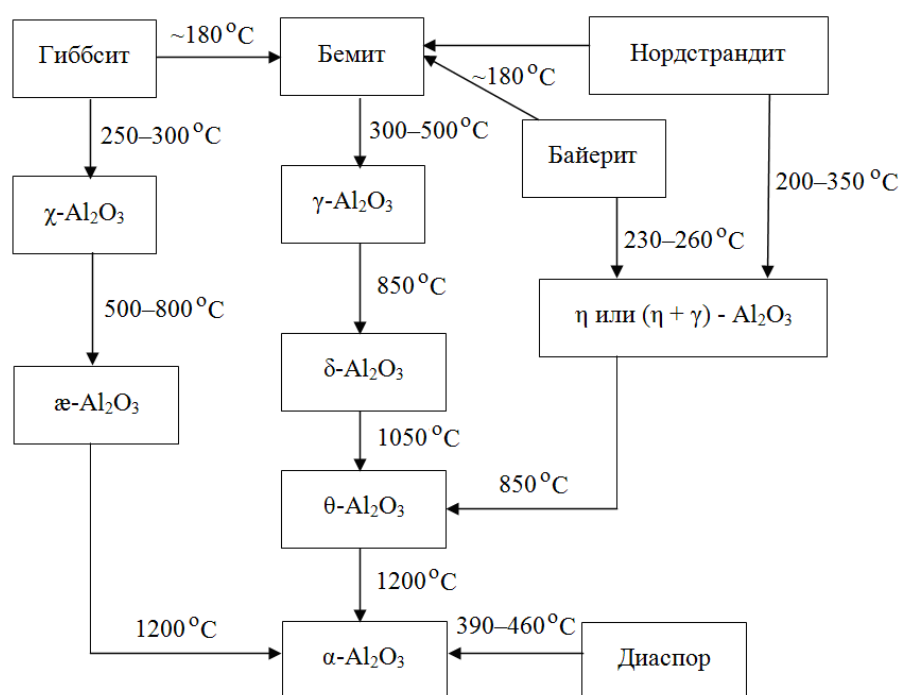 Гиббсит
~180 °C
Бемит
Нордстрандит
~180 °C
250–300 °C
300–500 °C
Байерит
200–350 °C
χ-Al₂O₃
γ-Al₂O₃
230–260 °C
500–800 °C
850 °C
η или (η + γ) - Al₂O₃
æ-Al₂O₃
δ-Al₂O₃
1050 °C
850 °C
θ-Al₂O₃
1200 °C
1200 °C
390–460 °C
α-Al₂O₃
Диаспор